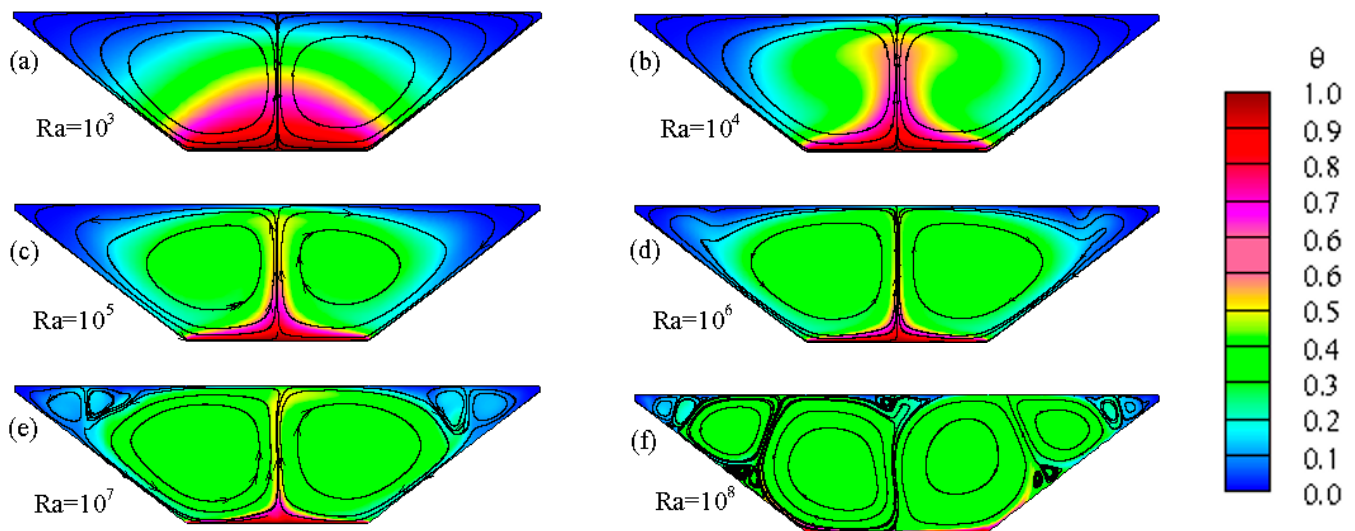 (a)
Ra=10³
(b)
Ra=10⁴
(c)
Ra=10⁵
(d)
Ra=10⁶
(e)
Ra=10⁷
(f)
Ra=10⁸
θ
1.0
0.9
0.8
0.7
0.6
0.6
0.5
0.4
0.3
0.2
0.1
0.0